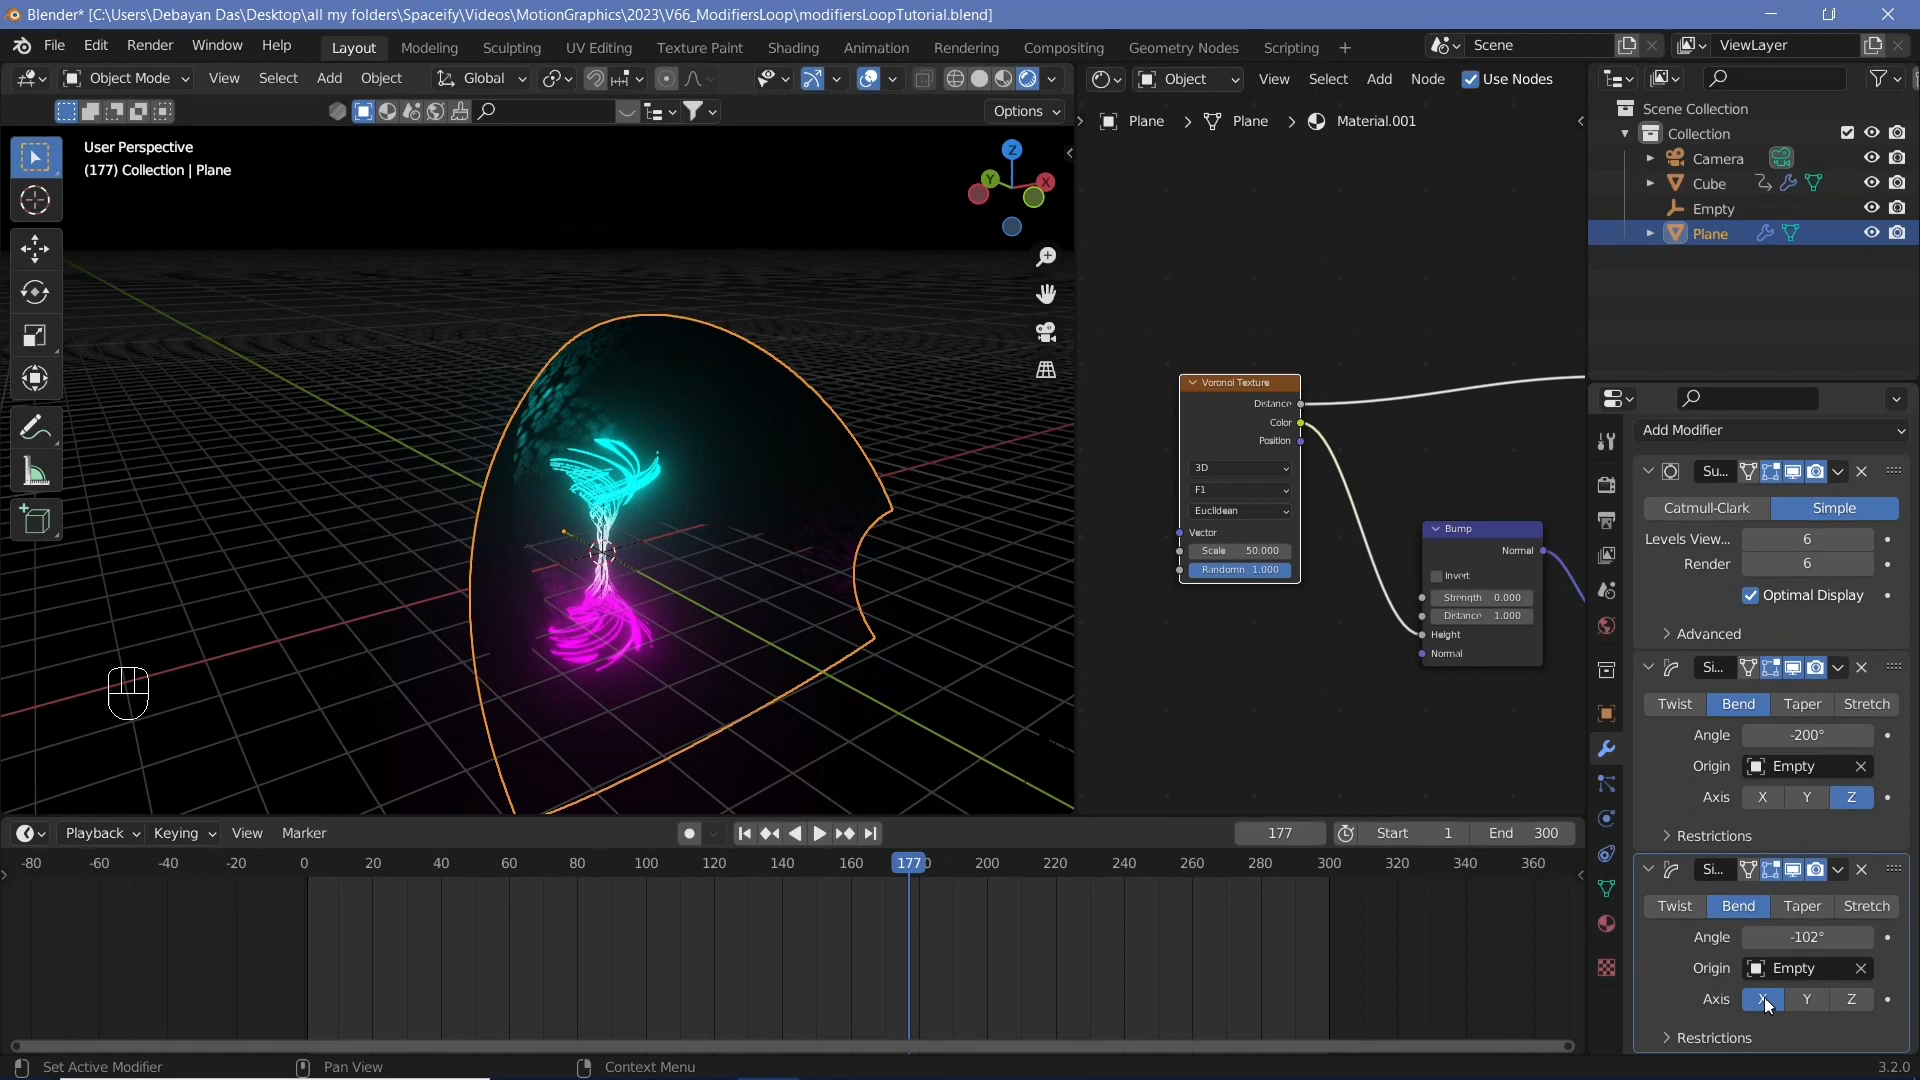 Blender* [C:\Users\Debayan Das\Desktop\all my folders\Spaceify\Videos\MotionGraphics\2023\V66_ModifiersLoop\modifiersLoopTutorial.blend]
File Edit Render Window Help
Layout Modeling Sculpting UV Editing Texture Paint Shading Animation Rendering Compositing Geometry Nodes Scripting
Scene
ViewLayer
Object Mode View Select Add Object Global
Options
User Perspective
(177) Collection | Plane
Z
Y
X
Object View Select Add Node Use Nodes
Plane > Plane > Material.001
Voronoi Texture
Distance
Color
Position
3D
F1
Euclidean
Vector
Scale 50.000
Randomn 1.000
Bump
Normal
Invert
Strength 0.000
Distance 1.000
Height
Normal
Scene Collection
Collection
Camera
Cube
Empty
Plane
Add Modifier
Su...
Catmull-Clark Simple
Levels View... 6
Render 6
Optimal Display
Advanced
Si...
Twist Bend Taper Stretch
Angle -200°
Origin Empty
Axis X Y Z
Restrictions
Si...
Twist Bend Taper Stretch
Angle -102°
Origin Empty
Axis X Y Z
Restrictions
Playback Keying View Marker
177
Start 1 End 300
-80 -60 -40 -20 0 20 40 60 80 100 120 140 160 177 200 220 240 260 280 300 320 340 360
Set Active Modifier Pan View Context Menu
3.2.0